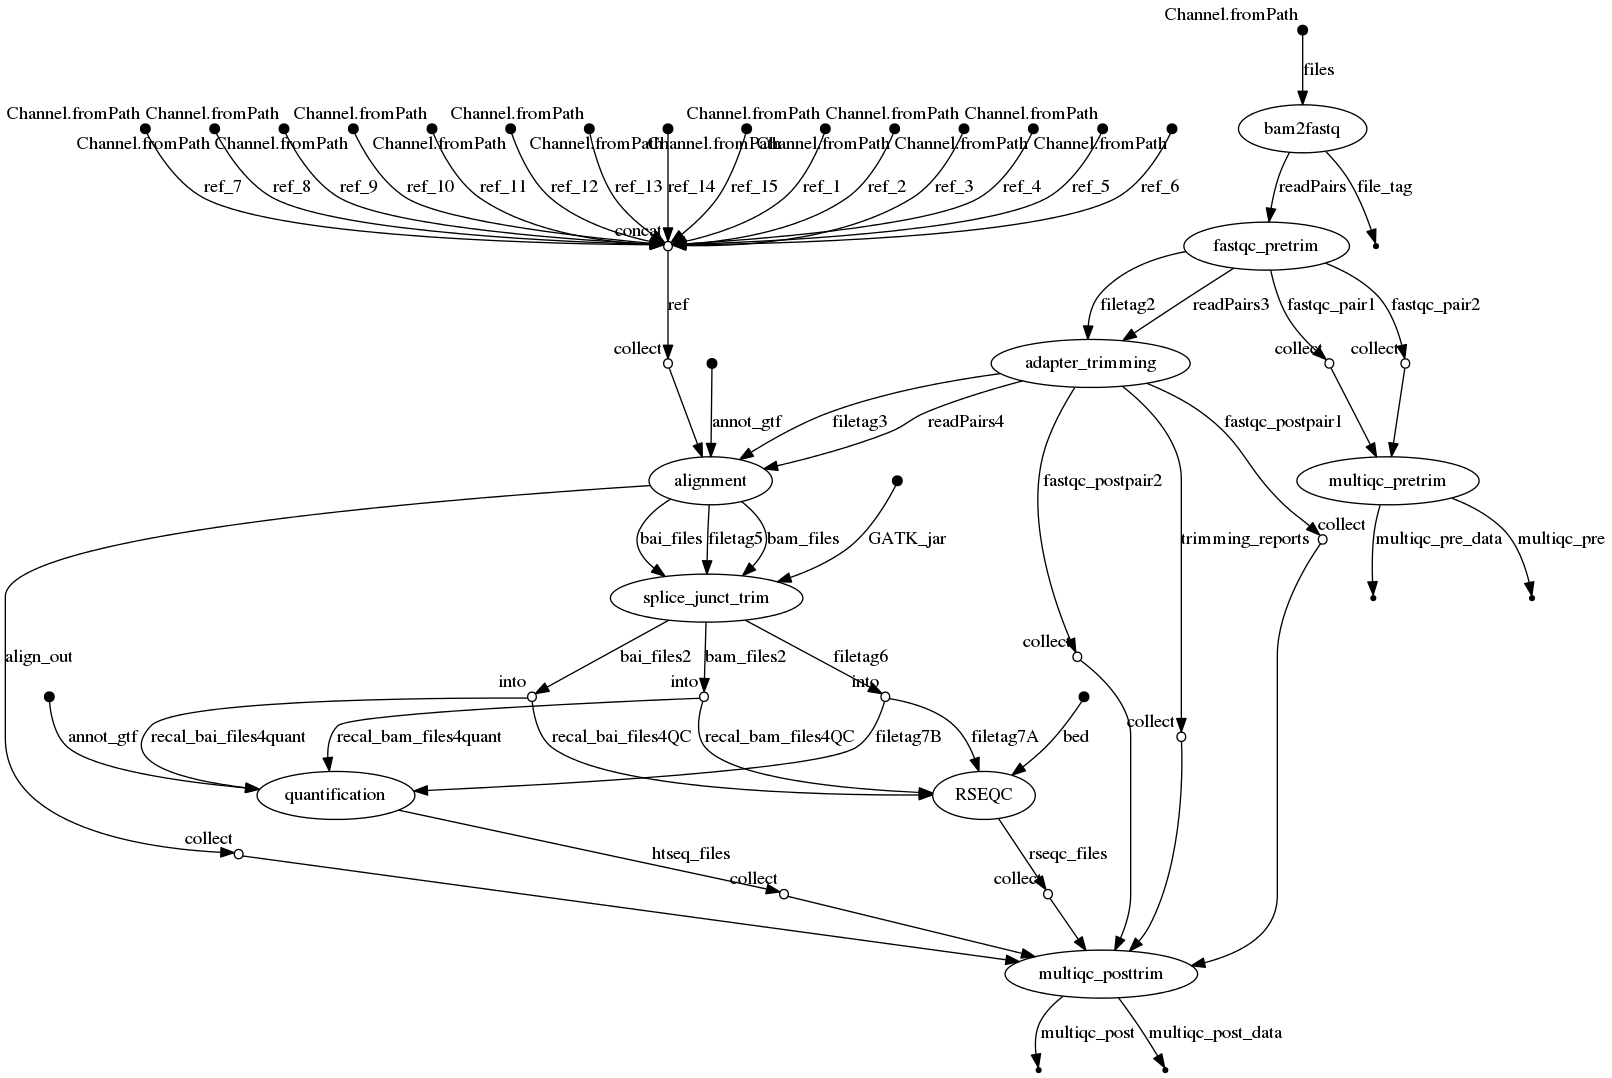 Channel.fromPath
files
Channel.fromPath
Channel.fromPath
Channel.fromPath
Channel.fromPath
Channel.fromPath
Channel.fromPath
Channel.fromPath
bam2fastq
Channel.fromPath
Channel.fromPath
Channel.fromPath
Channel.fromPath
Channel.fromPath
Channel.fromPath
Channel.fromPath
Channel.fromPath
ref_7
ref_8
ref_9
ref_10
ref_11
ref_12
ref_13
ref_14
ref_15
ref_1
ref_2
ref_3
ref_4
ref_5
ref_6
readPairs
file_tag
concat
fastqc_pretrim
ref
filetag2
readPairs3
fastqc_pair1
fastqc_pair2
collect
collect
collect
adapter_trimming
annot_gtf
filetag3
readPairs4
fastqc_postpair1
alignment
fastqc_postpair2
multiqc_pretrim
collect
bai_files
filetag5
bam_files
GATK_jar
trimming_reports
multiqc_pre_data
multiqc_pre
splice_junct_trim
collect
align_out
bai_files2
bam_files2
filetag6
into
into
into
collect
annot_gtf
recal_bai_files4quant
recal_bam_files4quant
recal_bai_files4QC
recal_bam_files4QC
filetag7B
filetag7A
bed
quantification
RSEQC
collect
htseq_files
rseqc_files
collect
collect
multiqc_posttrim
multiqc_post
multiqc_post_data